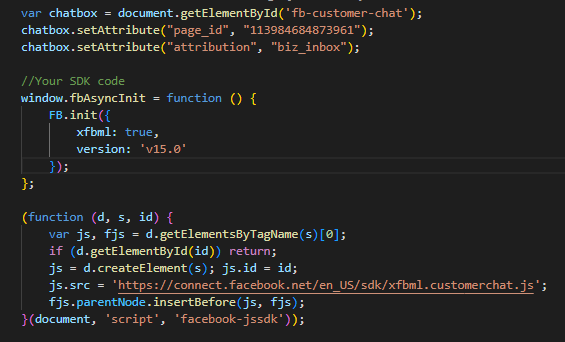 var chatbox = document.getElementById('fb-customer-chat');
chatbox.setAttribute("page_id", "113984684873961");
chatbox.setAttribute("attribution", "biz_inbox");
//Your SDK code
window.fbAsyncInit = function () {
    FB.init({
        xfbml: true,
        version: 'v15.0'
    });
};
(function (d, s, id) {
    var js, fjs = d.getElementsByTagName(s)[0];
    if (d.getElementById(id)) return;
    js = d.createElement(s); js.id = id;
    js.src = 'https://connect.facebook.net/en_US/sdk/xfbml.customerchat.js';
    fjs.parentNode.insertBefore(js, fjs);
}(document, 'script', 'facebook-jssdk'));